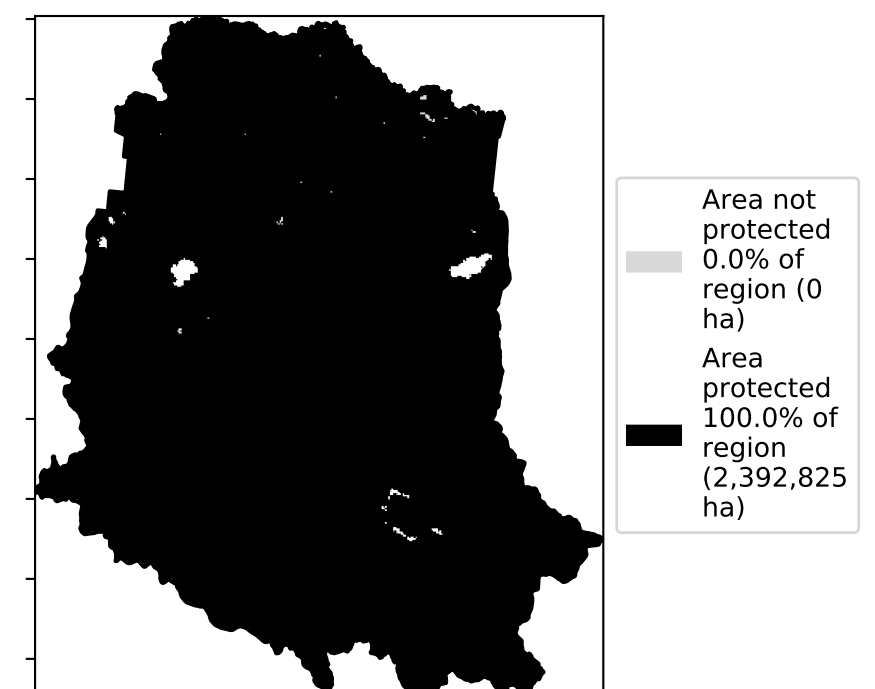 Area not
protected
0.0% of
region (0
ha)
Area
protected
100.0% of
region
(2,392,825
ha)